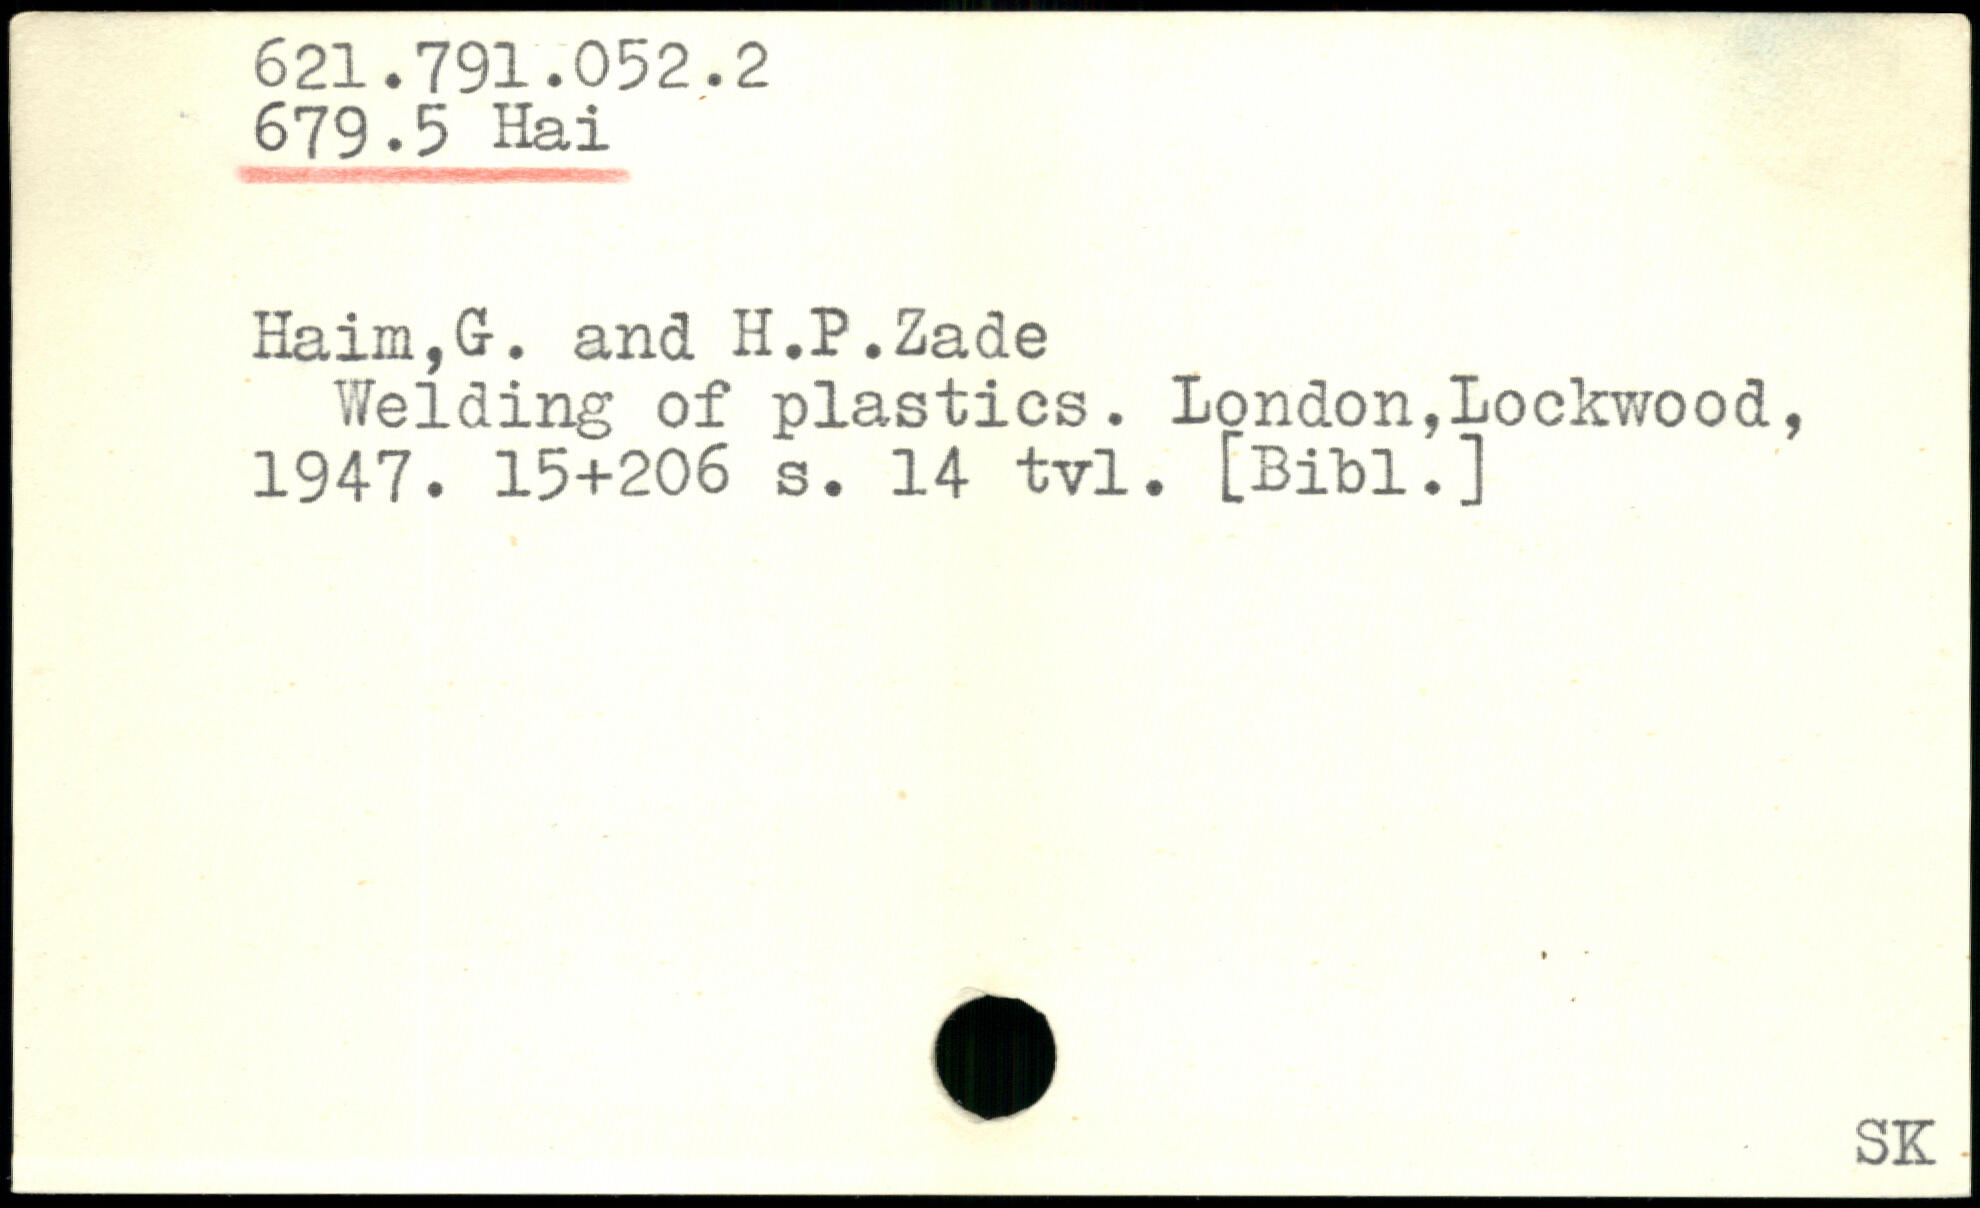 621.791.052.2
679.5 Hai
Haim,G. and H.P.Zade
Welding of plastics. London,Lockwood,
1947. 15+206 s. 14 tvl. [Bibl.]
SK